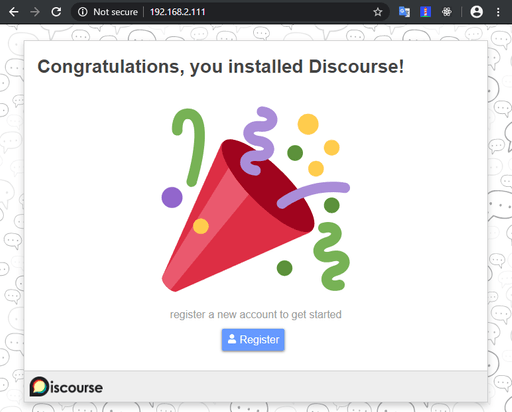 Not secure | 192.168.2.111
Congratulations, you installed Discourse!
register a new account to get started
Register
Discourse